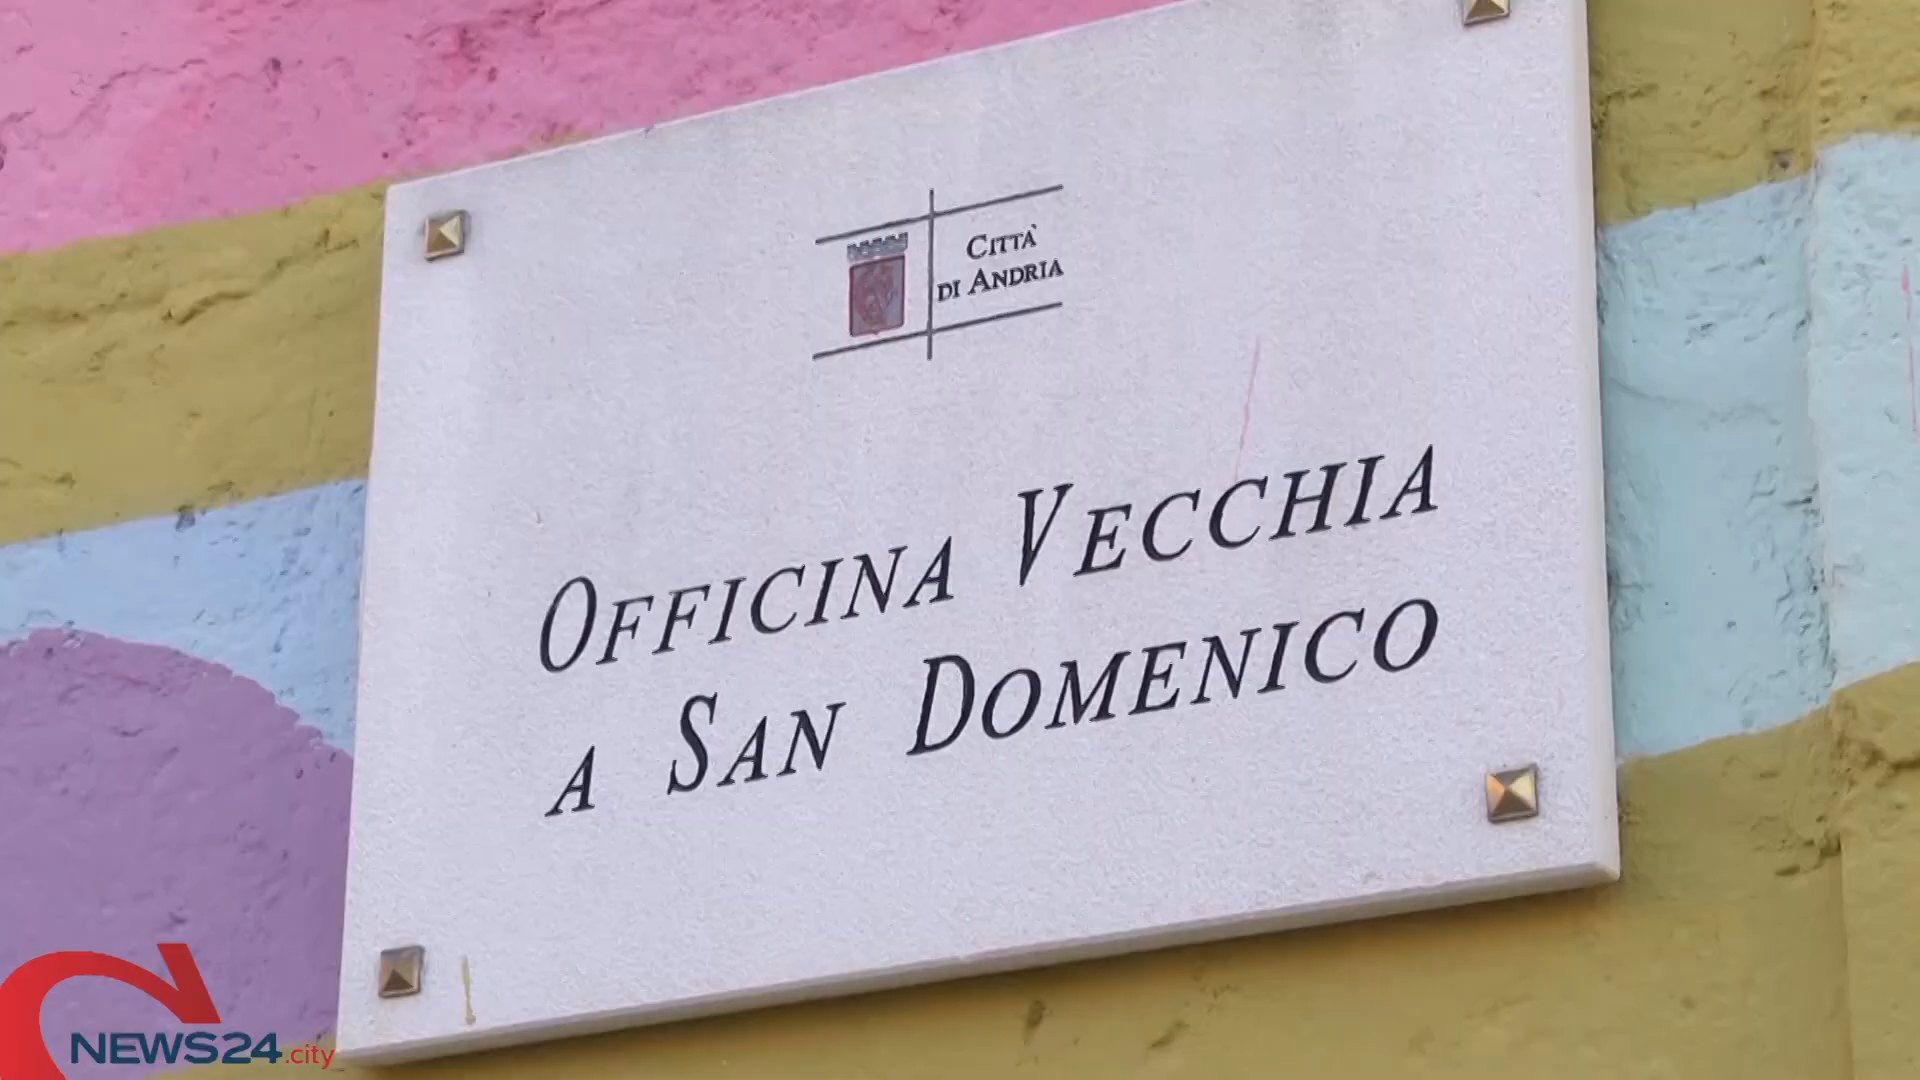 CITTÀ
DI ANDRIA
OFFICINA VECCHIA
A SAN DOMENICO
NEWS24.city